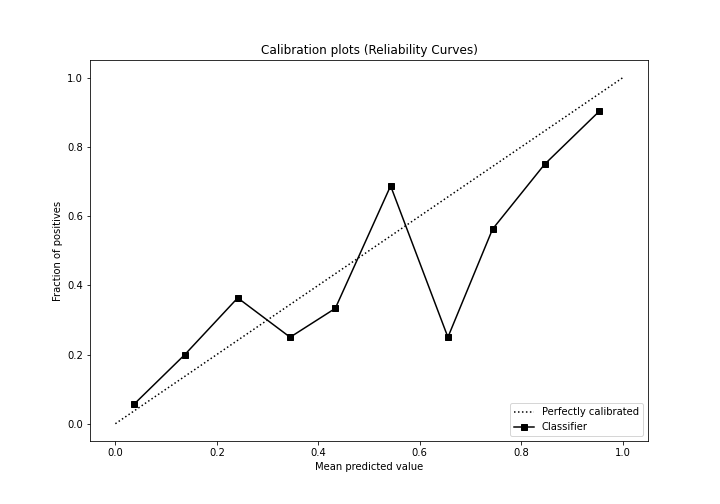 Calibration plots (Reliability Curves)
1.0
0.8
0.6
0.4
0.2
0.0
Fraction of positives
0.0 0.2 0.4 0.6 0.8 1.0
Mean predicted value
Perfectly calibrated
Classifier